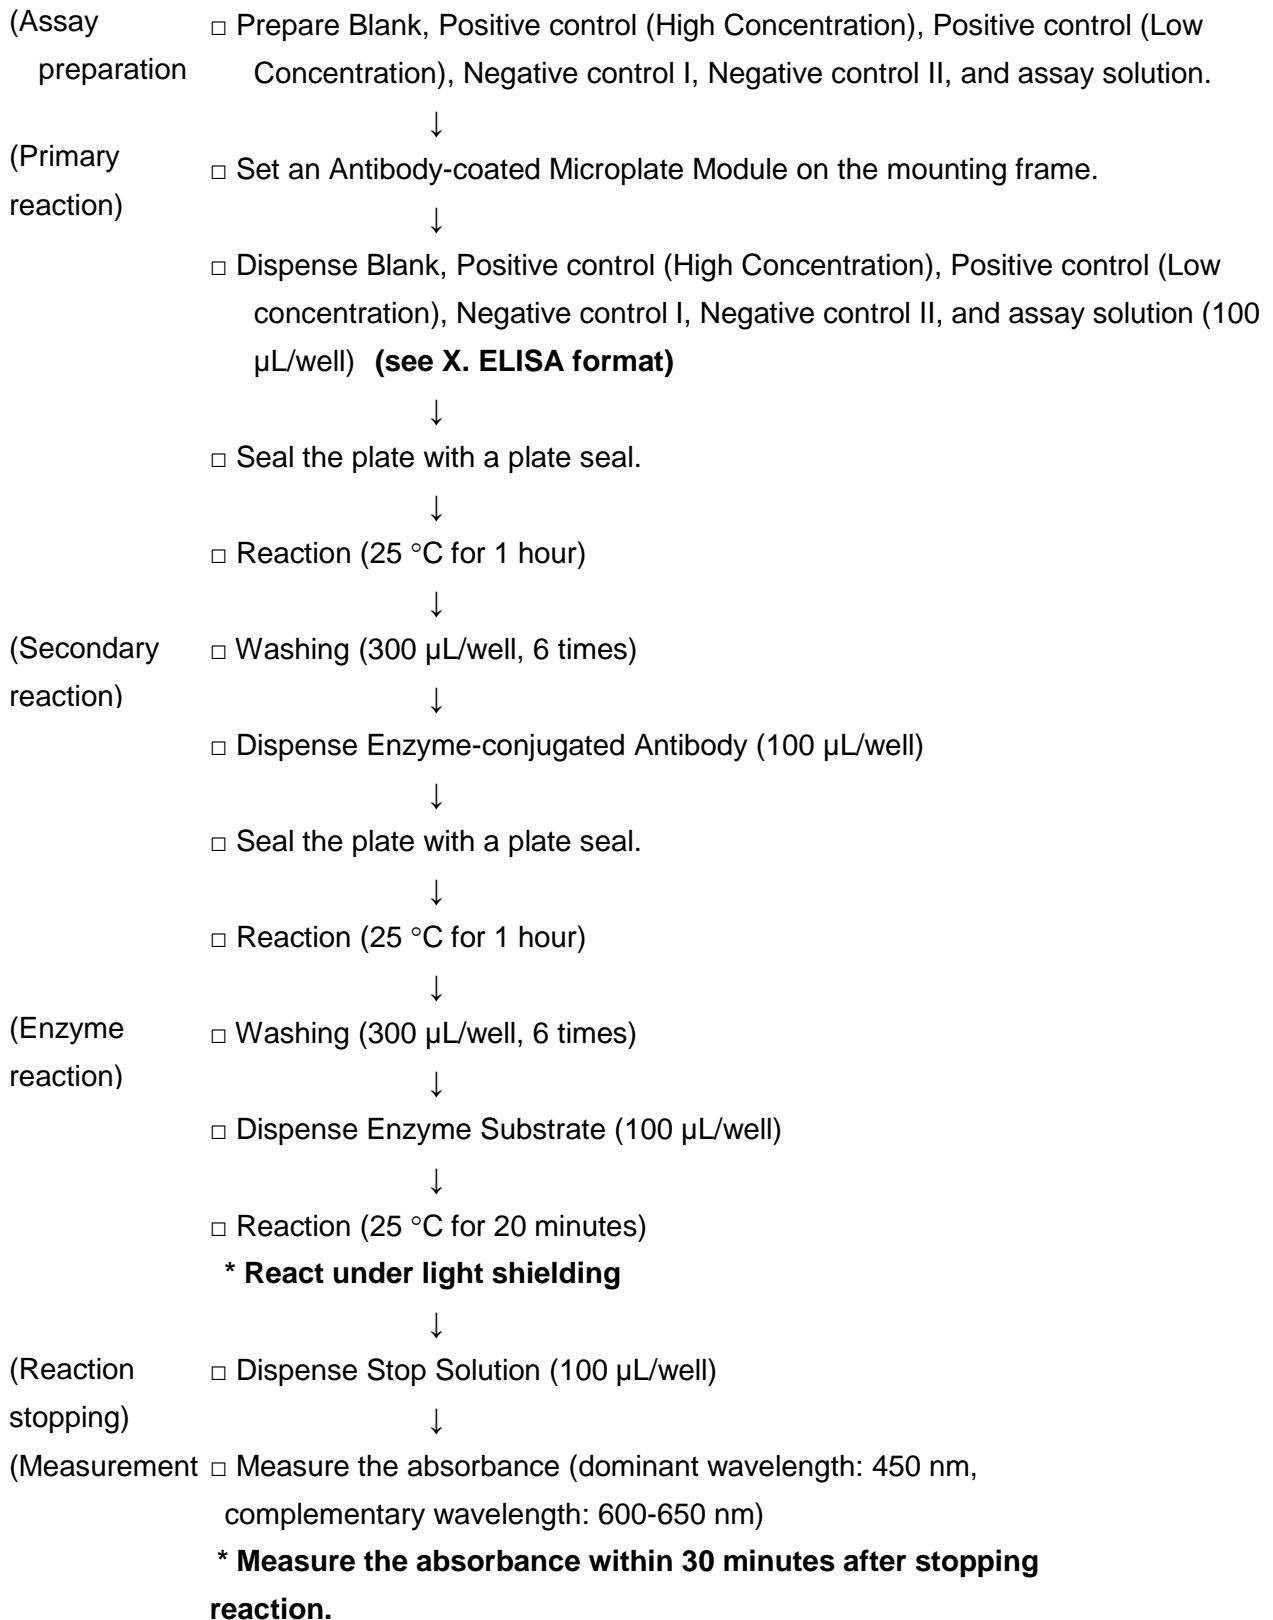 (Assay
preparation
□ Prepare Blank, Positive control (High Concentration), Positive control (Low
Concentration), Negative control I, Negative control II, and assay solution.
↓
(Primary
reaction)
□ Set an Antibody-coated Microplate Module on the mounting frame.
↓
□ Dispense Blank, Positive control (High Concentration), Positive control (Low
concentration), Negative control I, Negative control II, and assay solution (100
µL/well) (see X. ELISA format)
↓
□ Seal the plate with a plate seal.
↓
□ Reaction (25 °C for 1 hour)
↓
(Secondary
reaction)
□ Washing (300 µL/well, 6 times)
↓
□ Dispense Enzyme-conjugated Antibody (100 µL/well)
↓
□ Seal the plate with a plate seal.
↓
□ Reaction (25 °C for 1 hour)
↓
(Enzyme
reaction)
□ Washing (300 µL/well, 6 times)
↓
□ Dispense Enzyme Substrate (100 µL/well)
↓
□ Reaction (25 °C for 20 minutes)
* React under light shielding
↓
(Reaction
stopping)
□ Dispense Stop Solution (100 µL/well)
↓
(Measurement
□ Measure the absorbance (dominant wavelength: 450 nm,
complementary wavelength: 600-650 nm)
* Measure the absorbance within 30 minutes after stopping
reaction.